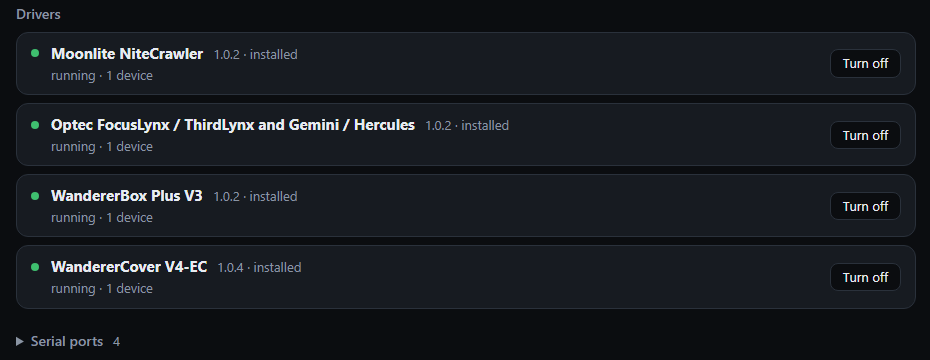 Drivers
Moonlite NiteCrawler 1.0.2 · installed
running · 1 device
Turn off
Optec FocusLynx / ThirdLynx and Gemini / Hercules 1.0.2 · installed
running · 1 device
Turn off
WandererBox Plus V3 1.0.2 · installed
running · 1 device
Turn off
WandererCover V4-EC 1.0.4 · installed
running · 1 device
Turn off
Serial ports 4